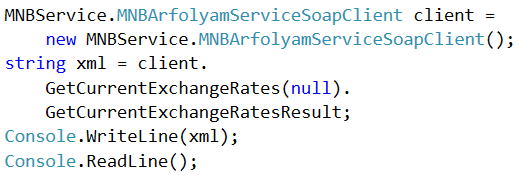 MNBService.MNBArfolyamServiceSoapClient client =
    new MNBService.MNBArfolyamServiceSoapClient();
string xml = client.
    GetCurrentExchangeRates(null).
    GetCurrentExchangeRatesResult;
Console.WriteLine(xml);
Console.ReadLine();